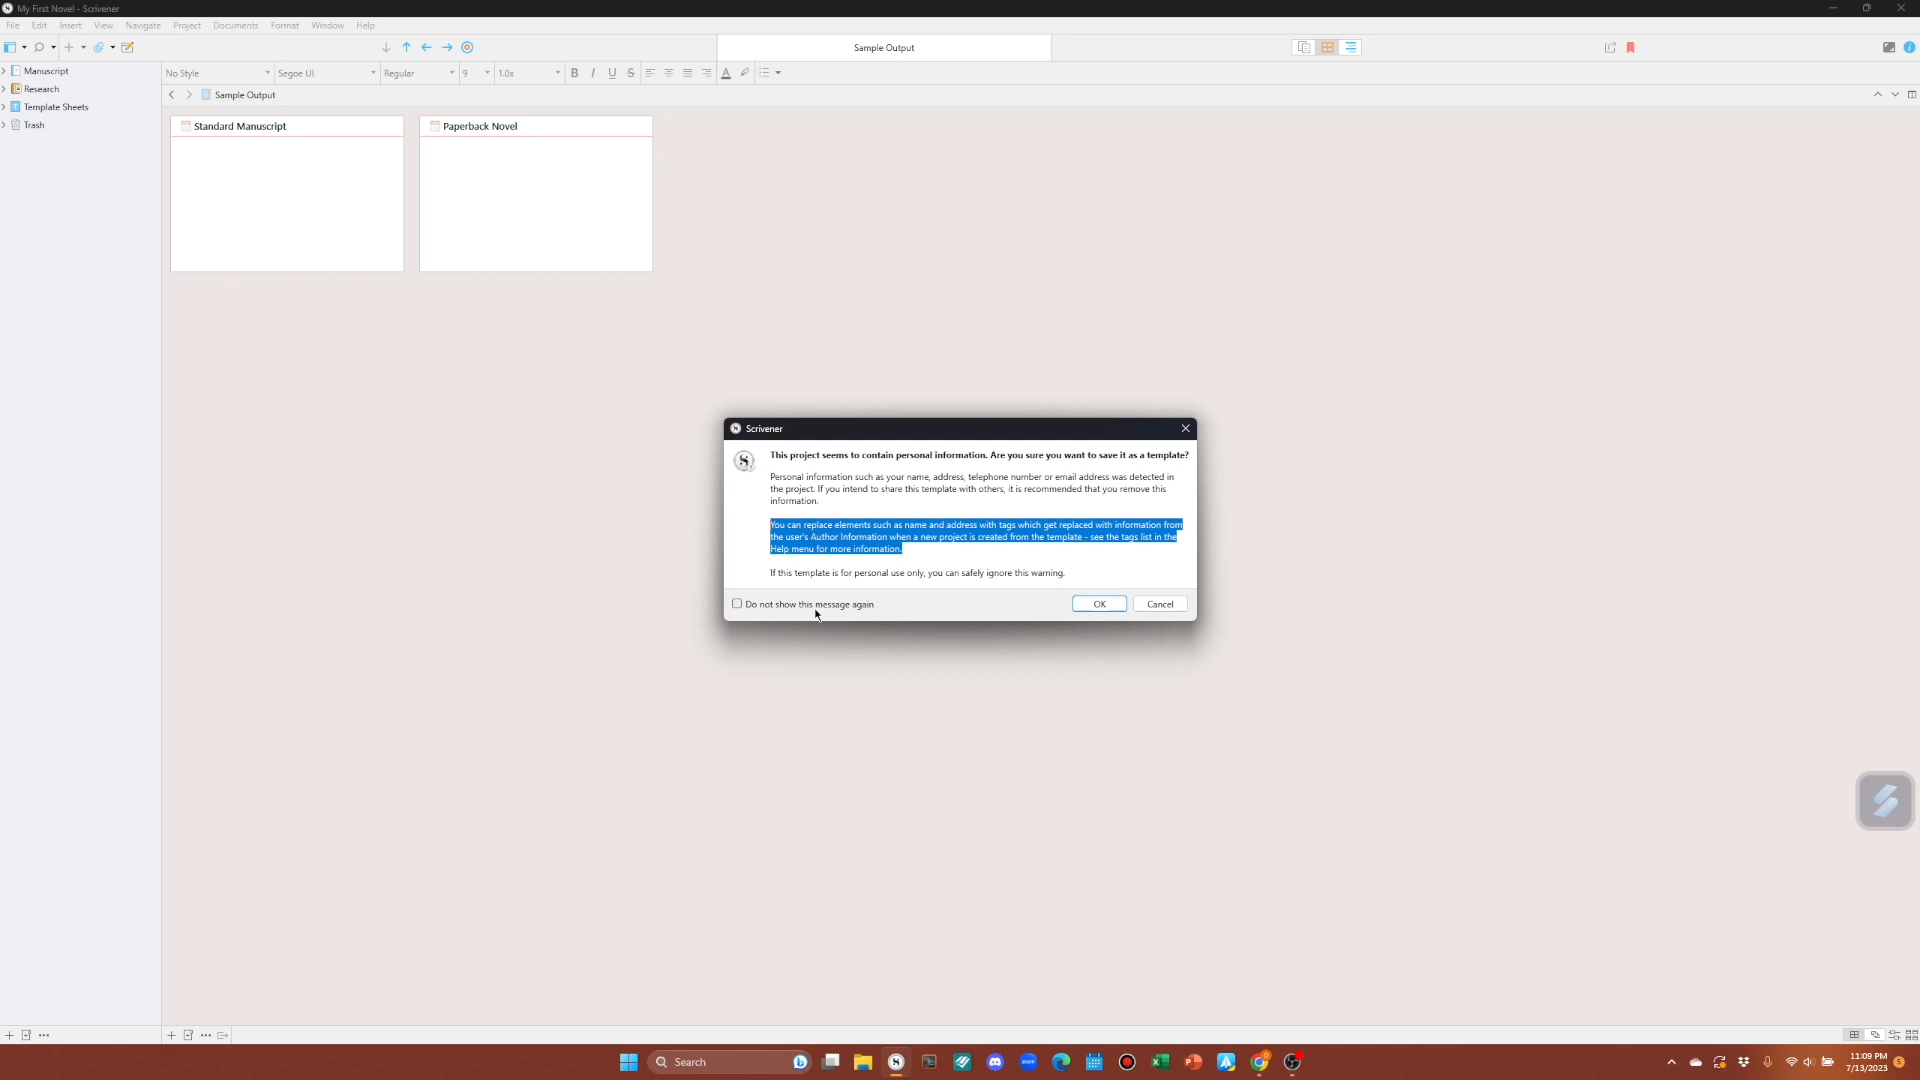 My First Novel - Scrivener
File Edit Insert View Navigate Project Documents Format Window Help
Sample Output
No Style Segoe UI Regular 9 1.0x B I U S A
Manuscript
Research
Template Sheets
Trash
Sample Output
Standard Manuscript
Paperback Novel
Scrivener
This project seems to contain personal information. Are you sure you want to save it as a template?
Personal information such as your name, address, telephone number or email address was detected in
the project. If you intend to share this template with others, it is recommended that you remove this
information.
You can replace elements such as name and address with tags which get replaced with information from
the user's Author Information when a new project is created from the template - see the tags list in the
Help menu for more information.
If this template is for personal use only, you can safely ignore this warning.
Do not show this message again
OK
Cancel
Search
zoom
11:09 PM
7/13/2023
5